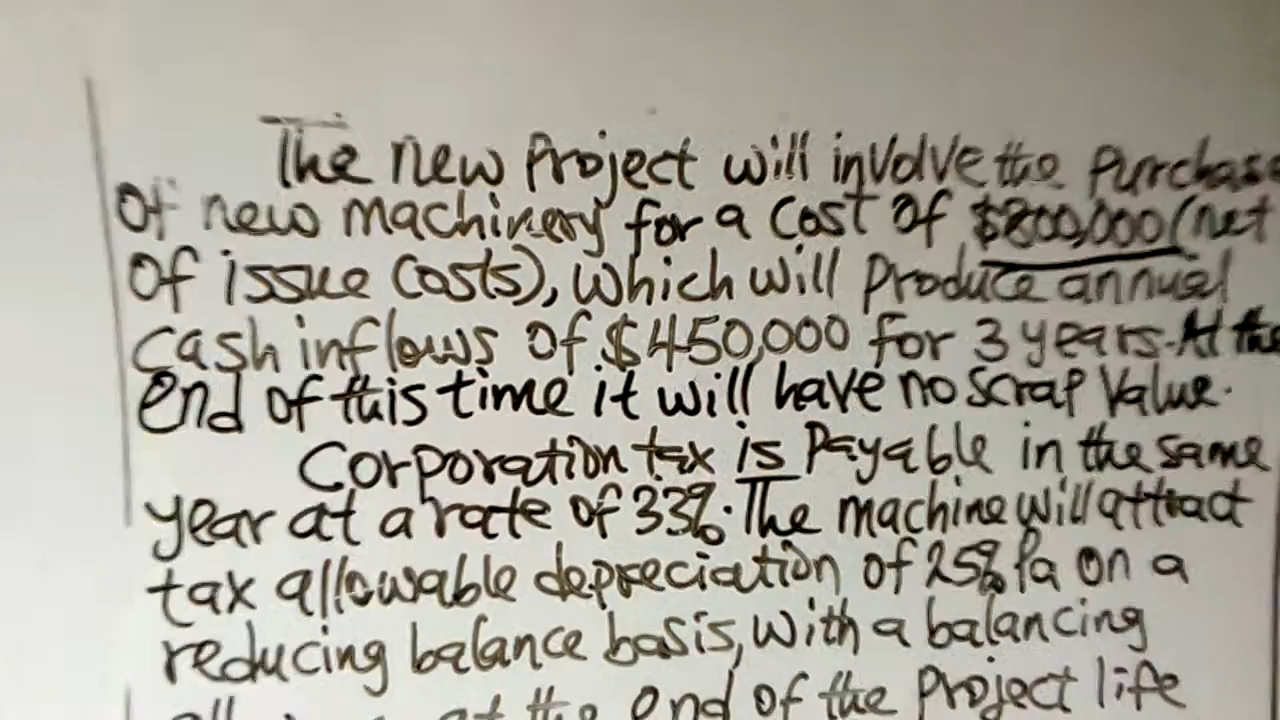 The new Project will involve the Purchase
of new machinery for a cost of $800,000 (net
of issue costs), which will produce annual
cash inflows of $450,000 for 3 years. At the
end of this time it will have no scrap value.
Corporation tax is Payable in the same
year at a rate of 33%. The machine will attract
tax allowable depreciation of 25% Pa on a
reducing balance basis, with a balancing
at the end of the project life